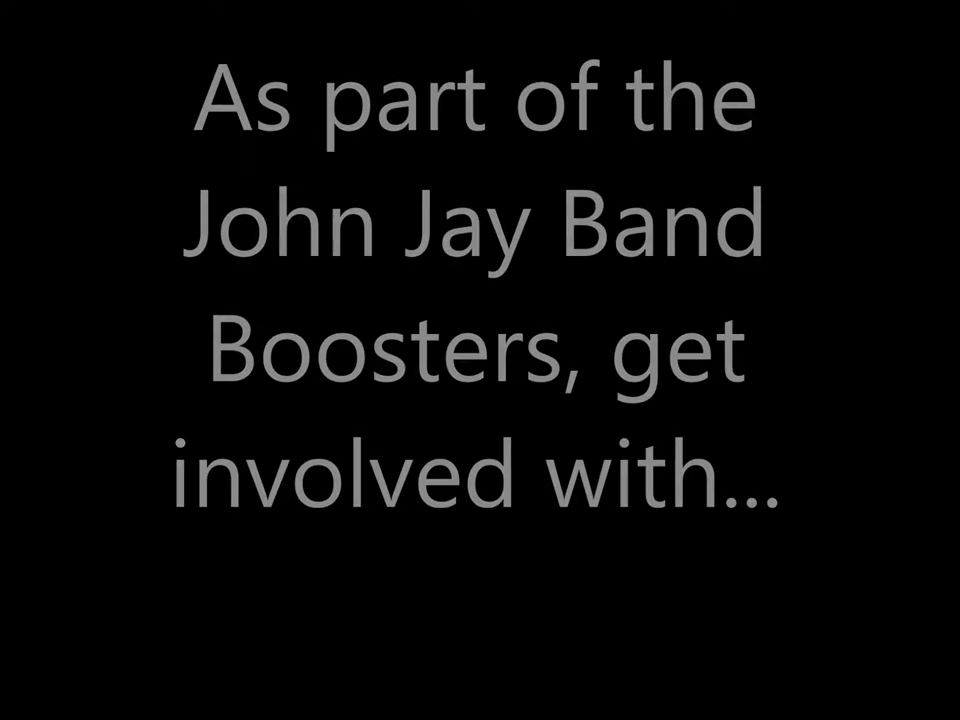 As part of the
John Jay Band
Boosters, get
involved with...